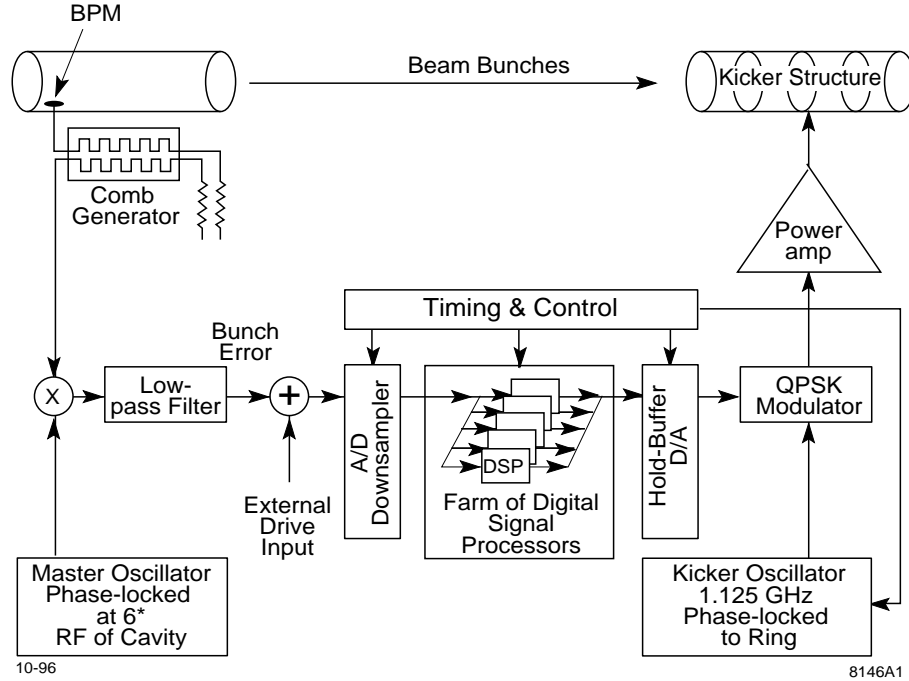 BPM
Beam Bunches
Kicker Structure
Comb
Generator
Power
amp
Timing & Control
Bunch
Error
X
Low-
pass Filter
+
A/D
Downsampler
DSP
Farm of Digital
Signal
Processors
Hold-Buffer
D/A
QPSK
Modulator
External
Drive
Input
Master Oscillator
Phase-locked
at 6*
RF of Cavity
Kicker Oscillator
1.125 GHz
Phase-locked
to Ring
10-96
8146A1